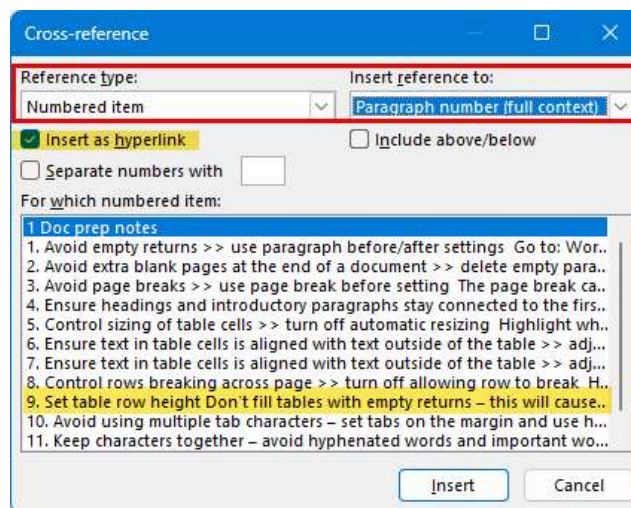 Cross-reference
Reference type: Insert reference to:
Numbered item Paragraph number (full context)
Insert as hyperlink Include above/below
Separate numbers with
For which numbered item:
1 Doc prep notes
1. Avoid empty returns >> use paragraph before/after settings Go to: Wor..
2. Avoid extra blank pages at the end of a document >> delete empty para..
3. Avoid page breaks >> use page break before setting The page break ca..
4. Ensure headings and introductory paragraphs stay connected to the firs..
5. Control sizing of table cells >> turn off automatic resizing Highlight wh..
6. Ensure text in table cells is aligned with text outside of the table >> adj...
7. Ensure text in table cells is aligned with text outside of the table >> adj...
8. Control rows breaking across page >> turn off allowing row to break H..
9. Set table row height Don't fill tables with empty returns – this will cause..
10. Avoid using multiple tab characters – set tabs on the margin and use h...
11. Keep characters together – avoid hyphenated words and important wo...
Insert Cancel